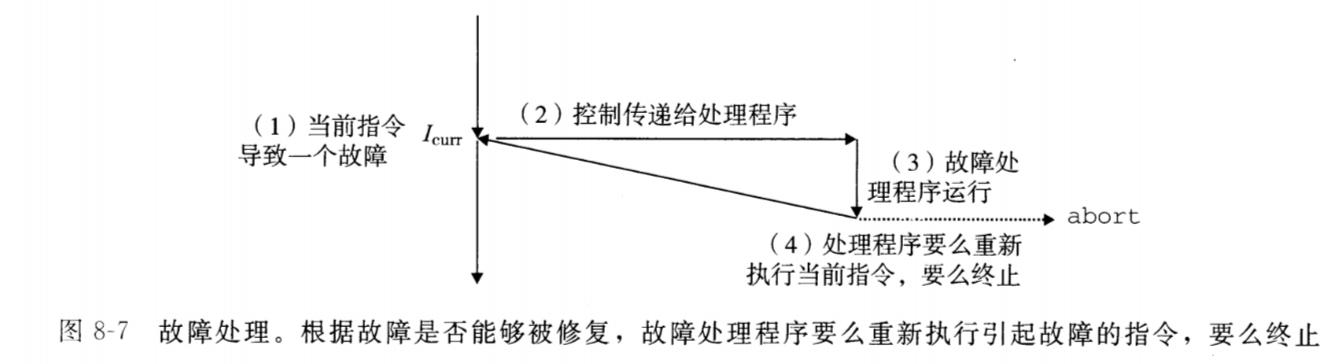 （1）当前指令
导致一个故障
Icurr
（2）控制传递给处理程序
（3）故障处
理程序运行
abort
（4）处理程序要么重新
执行当前指令，要么终止
图 8-7 故障处理。根据故障是否能够被修复，故障处理程序要么重新执行引起故障的指令，要么终止